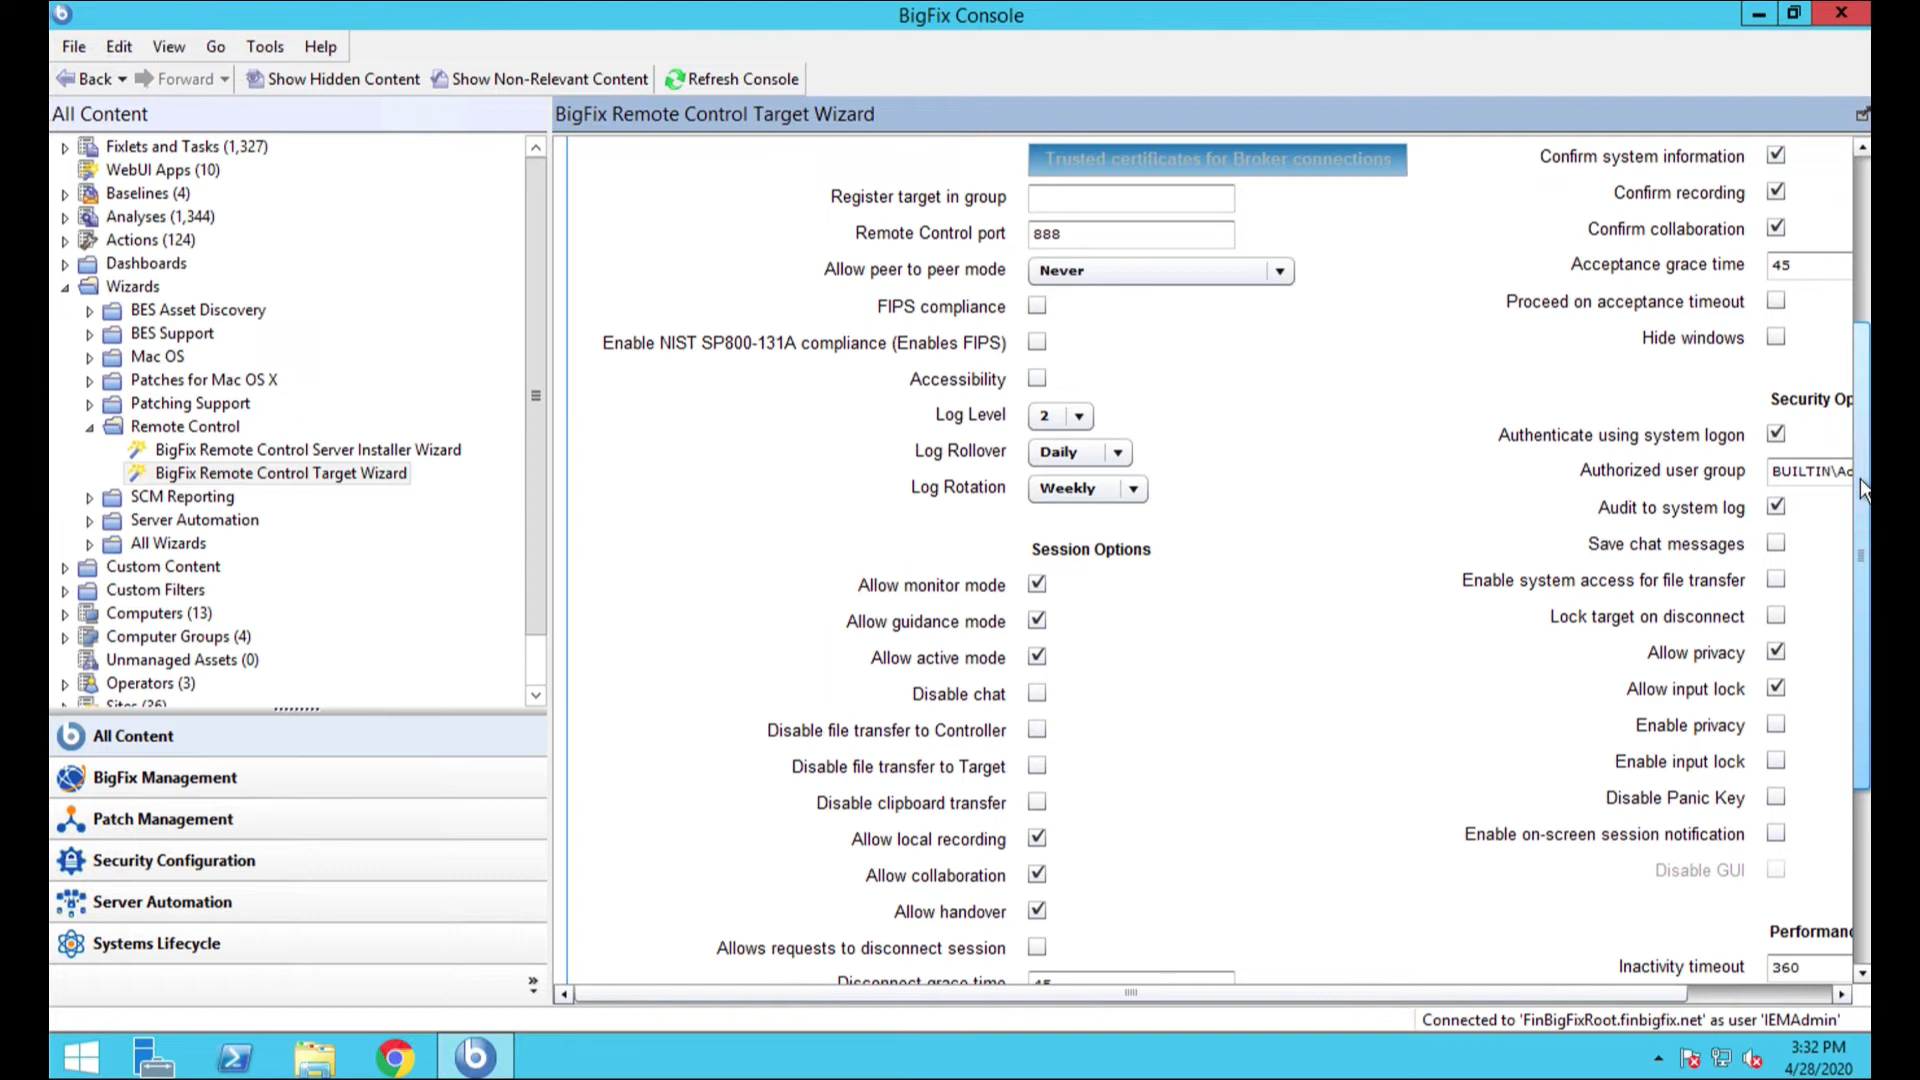 BigFix Console
File Edit View Go Tools Help
Back Forward Show Hidden Content Show Non-Relevant Content Refresh Console
All Content
Fixlets and Tasks (1,327)
WebUI Apps (10)
Baselines (4)
Analyses (1,344)
Actions (124)
Dashboards
Wizards
BES Asset Discovery
BES Support
Mac OS
Patches for Mac OS X
Patching Support
Remote Control
BigFix Remote Control Server Installer Wizard
BigFix Remote Control Target Wizard
SCM Reporting
Server Automation
All Wizards
Custom Content
Custom Filters
Computers (13)
Computer Groups (4)
Unmanaged Assets (0)
Operators (3)
Sites (36)
All Content
BigFix Management
Patch Management
Security Configuration
Server Automation
Systems Lifecycle
BigFix Remote Control Target Wizard
Trusted certificates for Broker connections
Register target in group
Remote Control port 888
Allow peer to peer mode Never
FIPS compliance
Enable NIST SP800-131A compliance (Enables FIPS)
Accessibility
Log Level 2
Log Rollover Daily
Log Rotation Weekly
Session Options
Allow monitor mode
Allow guidance mode
Allow active mode
Disable chat
Disable file transfer to Controller
Disable file transfer to Target
Disable clipboard transfer
Allow local recording
Allow collaboration
Allow handover
Allows requests to disconnect session
Disconnect grace time 45
Confirm system information
Confirm recording
Confirm collaboration
Acceptance grace time 45
Proceed on acceptance timeout
Hide windows
Security Op
Authenticate using system logon
Authorized user group BUILTIN\Ad
Audit to system log
Save chat messages
Enable system access for file transfer
Lock target on disconnect
Allow privacy
Allow input lock
Enable privacy
Enable input lock
Disable Panic Key
Enable on-screen session notification
Disable GUI
Performanc
Inactivity timeout 360
Connected to 'FinBigFixRoot.finbigfix.net' as user 'IEMAdmin'
3:32 PM
4/28/2020